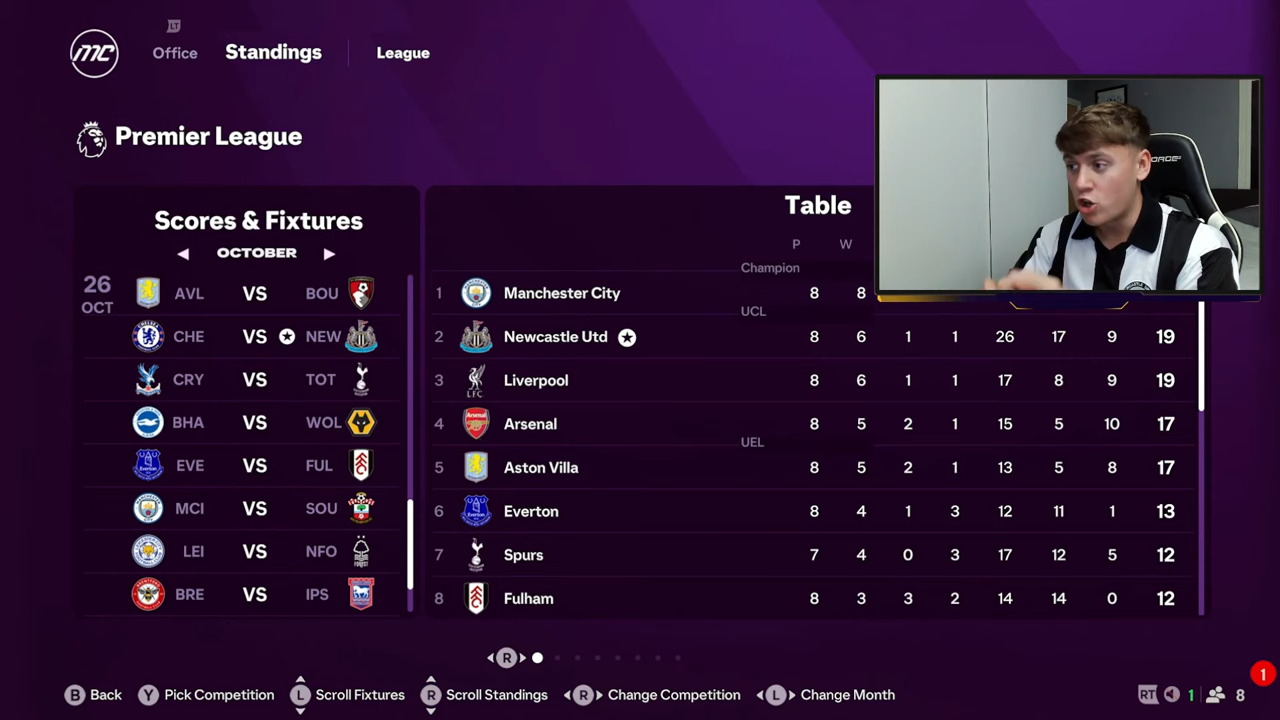 LT
MC Office Standings League
Premier League
Scores & Fixtures
OCTOBER
26 OCT
AVL VS BOU
CHE VS NEW
CRY VS TOT
BHA VS WOL
EVE VS FUL
MCI VS SOU
LEI VS NFO
BRE VS IPS
Table
P W
Champion
1 Manchester City 8 8
UCL
2 Newcastle Utd 8 6 1 1 26 17 9 19
3 Liverpool 8 6 1 1 17 8 9 19
4 Arsenal 8 5 2 1 15 5 10 17
UEL
5 Aston Villa 8 5 2 1 13 5 8 17
6 Everton 8 4 1 3 12 11 1 13
7 Spurs 7 4 0 3 17 12 5 12
8 Fulham 8 3 3 2 14 14 0 12
R
B Back Y Pick Competition L Scroll Fixtures R Scroll Standings R Change Competition L Change Month
RT 1 8
1